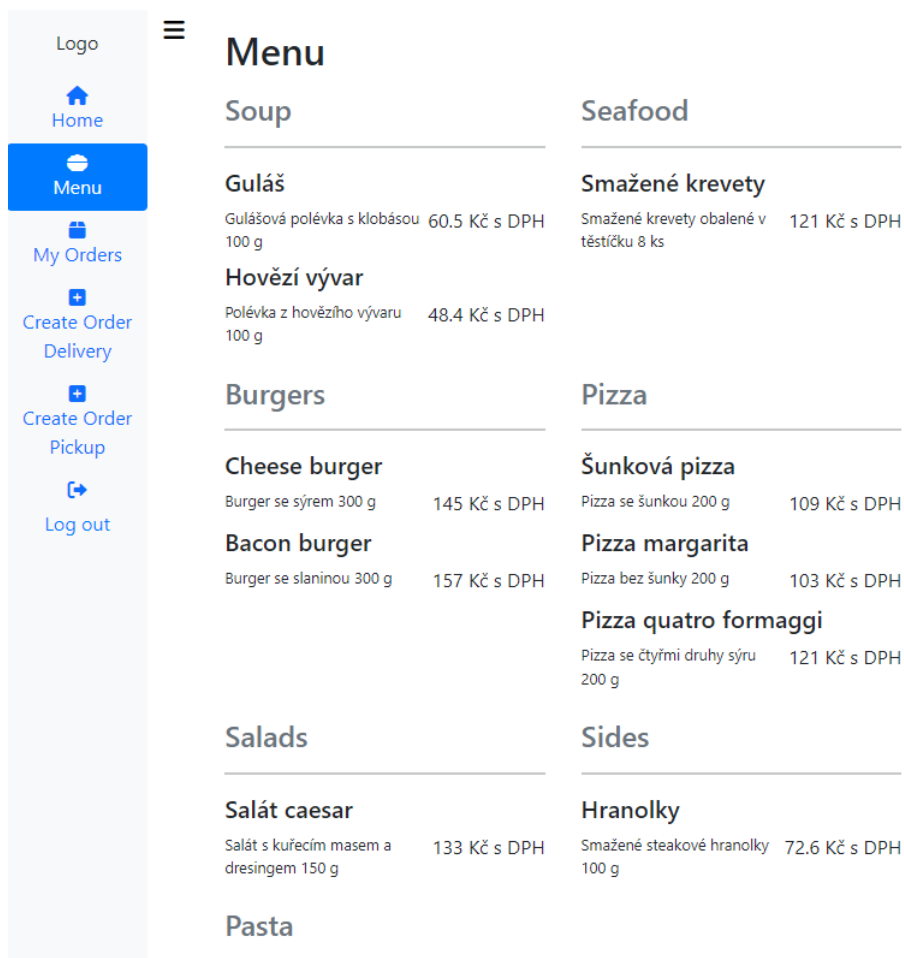 Logo
Home
Menu
My Orders
Create Order
Delivery
Create Order
Pickup
Log out
Menu
Soup
Guláš
Gulášová polévka s klobásou
100 g
60.5 Kč s DPH
Hovězí vývar
Polévka z hovězího vývaru
100 g
48.4 Kč s DPH
Seafood
Smažené krevety
Smažené krevety obalené v
těstíčku 8 ks
121 Kč s DPH
Burgers
Cheese burger
Burger se sýrem 300 g
145 Kč s DPH
Bacon burger
Burger se slaninou 300 g
157 Kč s DPH
Pizza
Šunková pizza
Pizza se šunkou 200 g
109 Kč s DPH
Pizza margarita
Pizza bez šunky 200 g
103 Kč s DPH
Pizza quatro formaggi
Pizza se čtyřmi druhy sýru
200 g
121 Kč s DPH
Salads
Salát caesar
Salát s kuřecím masem a
dresingem 150 g
133 Kč s DPH
Sides
Hranolky
Smažené steakové hranolky
100 g
72.6 Kč s DPH
Pasta